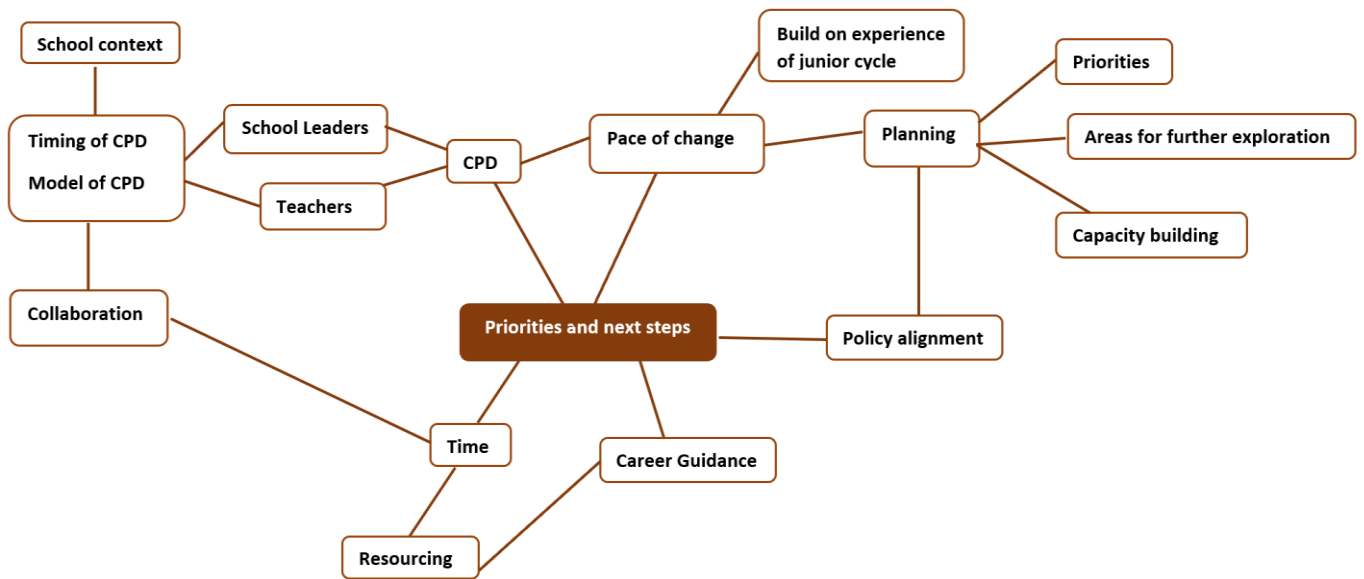 School context
Timing of CPD
Model of CPD
School Leaders
Teachers
CPD
Pace of change
Build on experience
of junior cycle
Planning
Priorities
Areas for further exploration
Capacity building
Collaboration
Priorities and next steps
Policy alignment
Time
Career Guidance
Resourcing